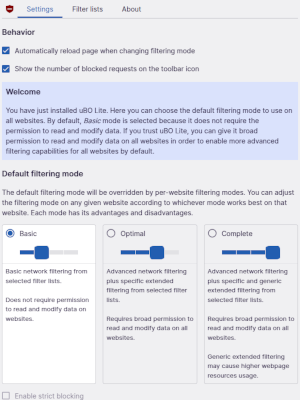 Settings Filter lists About
Behavior
Automatically reload page when changing filtering mode
Show the number of blocked requests on the toolbar icon
Welcome
You have just installed uBO Lite. Here you can choose the default filtering mode to use on
all websites. By default, Basic mode is selected because it does not require the
permission to read and modify data. If you trust uBO Lite, you can give it broad
permission to read and modify data on all websites in order to enable more advanced
filtering capabilities for all websites by default.
Default filtering mode
The default filtering mode will be overridden by per-website filtering modes. You can adjust
the filtering mode on any given website according to whichever mode works best on that
website. Each mode has its advantages and disadvantages.
Basic
Basic network filtering from
selected filter lists.
Does not require permission
to read and modify data on
websites.
Optimal
Advanced network filtering
plus specific extended
filtering from selected filter
lists.
Requires broad permission to
read and modify data on all
websites.
Complete
Advanced network filtering
plus specific and generic
extended filtering from
selected filter lists.
Requires broad permission to
read and modify data on all
websites.
Generic extended filtering
may cause higher webpage
resources usage.
Enable strict blocking